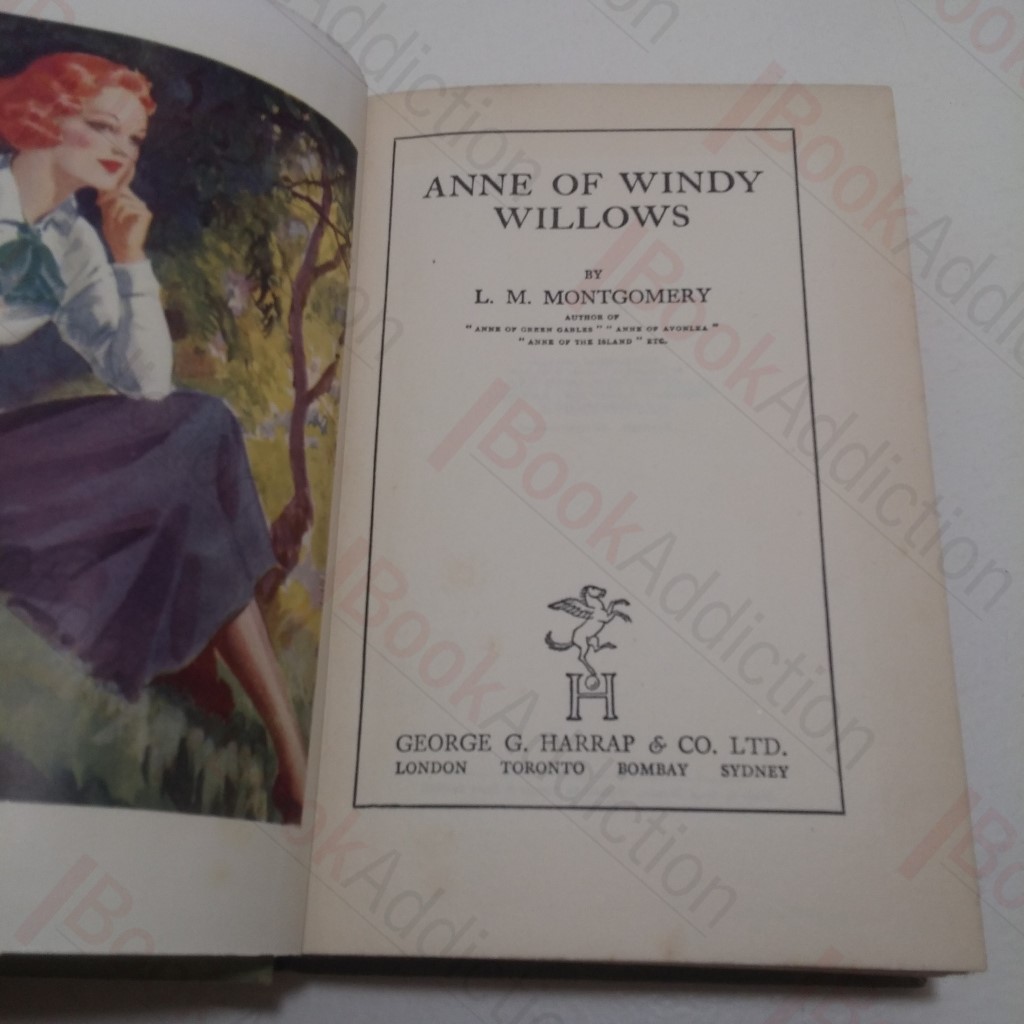 ANNE OF WINDY
WILLOWS
BY
L. M. MONTGOMERY
AUTHOR OF
"ANNE OF GREEN GABLES" "ANNE OF AVONLEA"
"ANNE OF THE ISLAND" ETC.
H
GEORGE G. HARRAP & CO. LTD.
LONDON TORONTO BOMBAY SYDNEY
BookAddiction